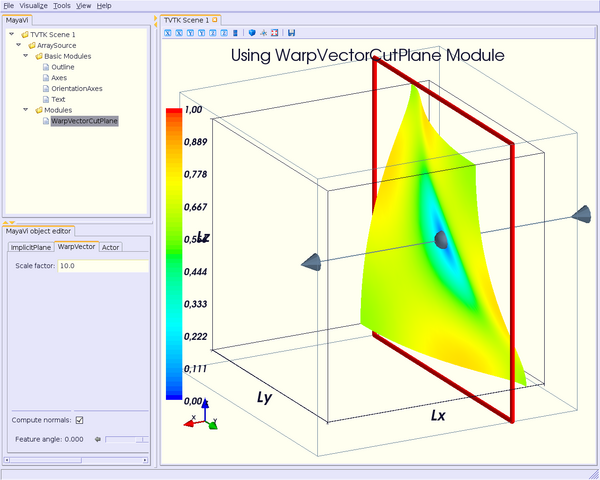 File Visualize View Tools Help
MayaVi
TVTK Scene 1
ArraySource
Basic Modules
Outline
Axes
OrientationAxes
Text
Modules
WarpVectorCutPlane
MayaVi object editor
ImplicitPlane WarpVector Actor
Scale factor: 10.0
Compute normals:
Feature angle: 0.000
TVTK Scene 1
X X Y Y Z Z
Using WarpVectorCutPlane Module
1,00
0,889
0,778
0,667
Lz
0,444
0,333
0,222
0,111
0,00
Ly
Lx
x